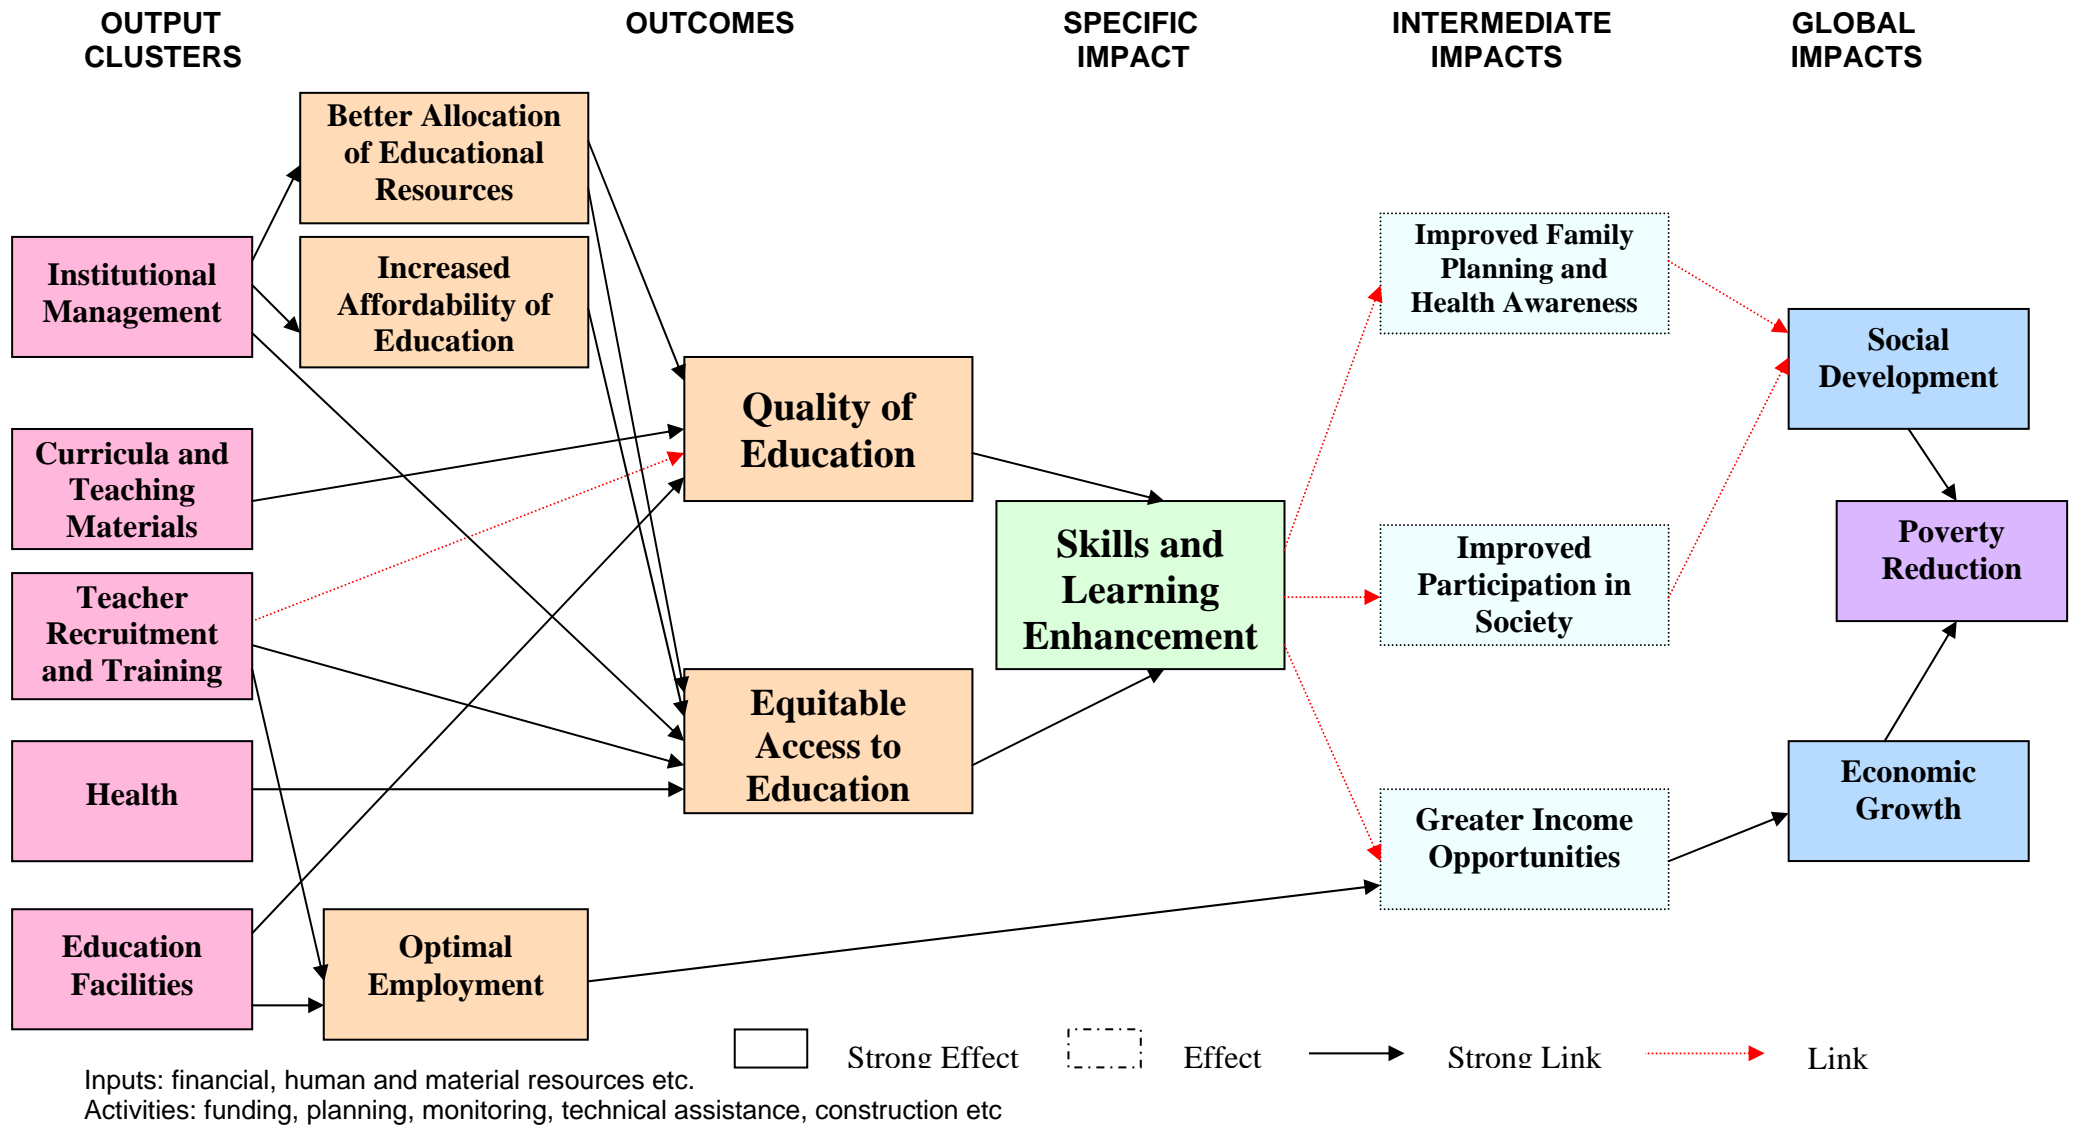 OUTPUT
CLUSTERS
OUTCOMES
SPECIFIC
IMPACT
INTERMEDIATE
IMPACTS
GLOBAL
IMPACTS
Better Allocation
of Educational
Resources
Institutional
Management
Increased
Affordability of
Education
Curricula and
Teaching
Materials
Teacher
Recruitment
and Training
Health
Education
Facilities
Optimal
Employment
Quality of
Education
Equitable
Access to
Education
Skills and
Learning
Enhancement
Improved Family
Planning and
Health Awareness
Improved
Participation in
Society
Greater Income
Opportunities
Social
Development
Poverty
Reduction
Economic
Growth
Strong Effect
Effect
Strong Link
Link
Inputs: financial, human and material resources etc.
Activities: funding, planning, monitoring, technical assistance, construction etc